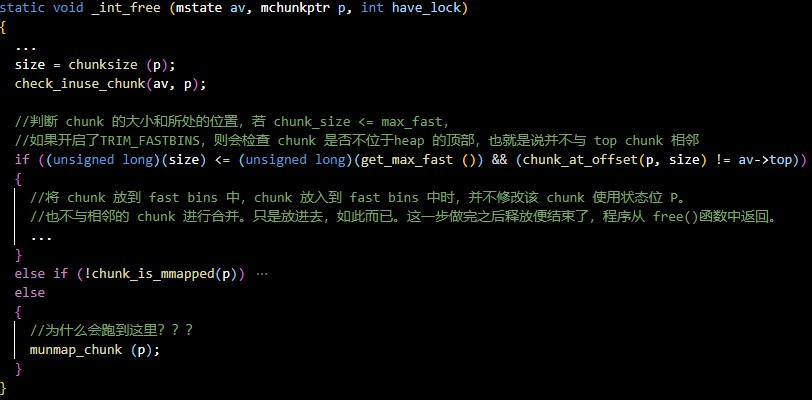 static void _int_free (mstate av, mchunkptr p, int have_lock)
{
...
size = chunksize (p);
check_inuse_chunk(av, p);
//判断 chunk 的大小和所处的位置，若 chunk_size <= max_fast，
//如果开启了TRIM_FASTBINS，则会检查 chunk 是否不位于heap 的顶部，也就是说并不与 top chunk 相邻
if ((unsigned long)(size) <= (unsigned long)(get_max_fast ()) && (chunk_at_offset(p, size) != av->top))
{
//将 chunk 放到 fast bins 中，chunk 放入到 fast bins 中时，并不修改该 chunk 使用状态位 P。
//也不与相邻的 chunk 进行合并。只是放进去，如此而已。这一步做完之后释放便结束了，程序从 free()函数中返回。
...
}
else if (!chunk_is_mmapped(p)) ...
else
{
//为什么会跑到这里？？？
munmap_chunk (p);
}
}